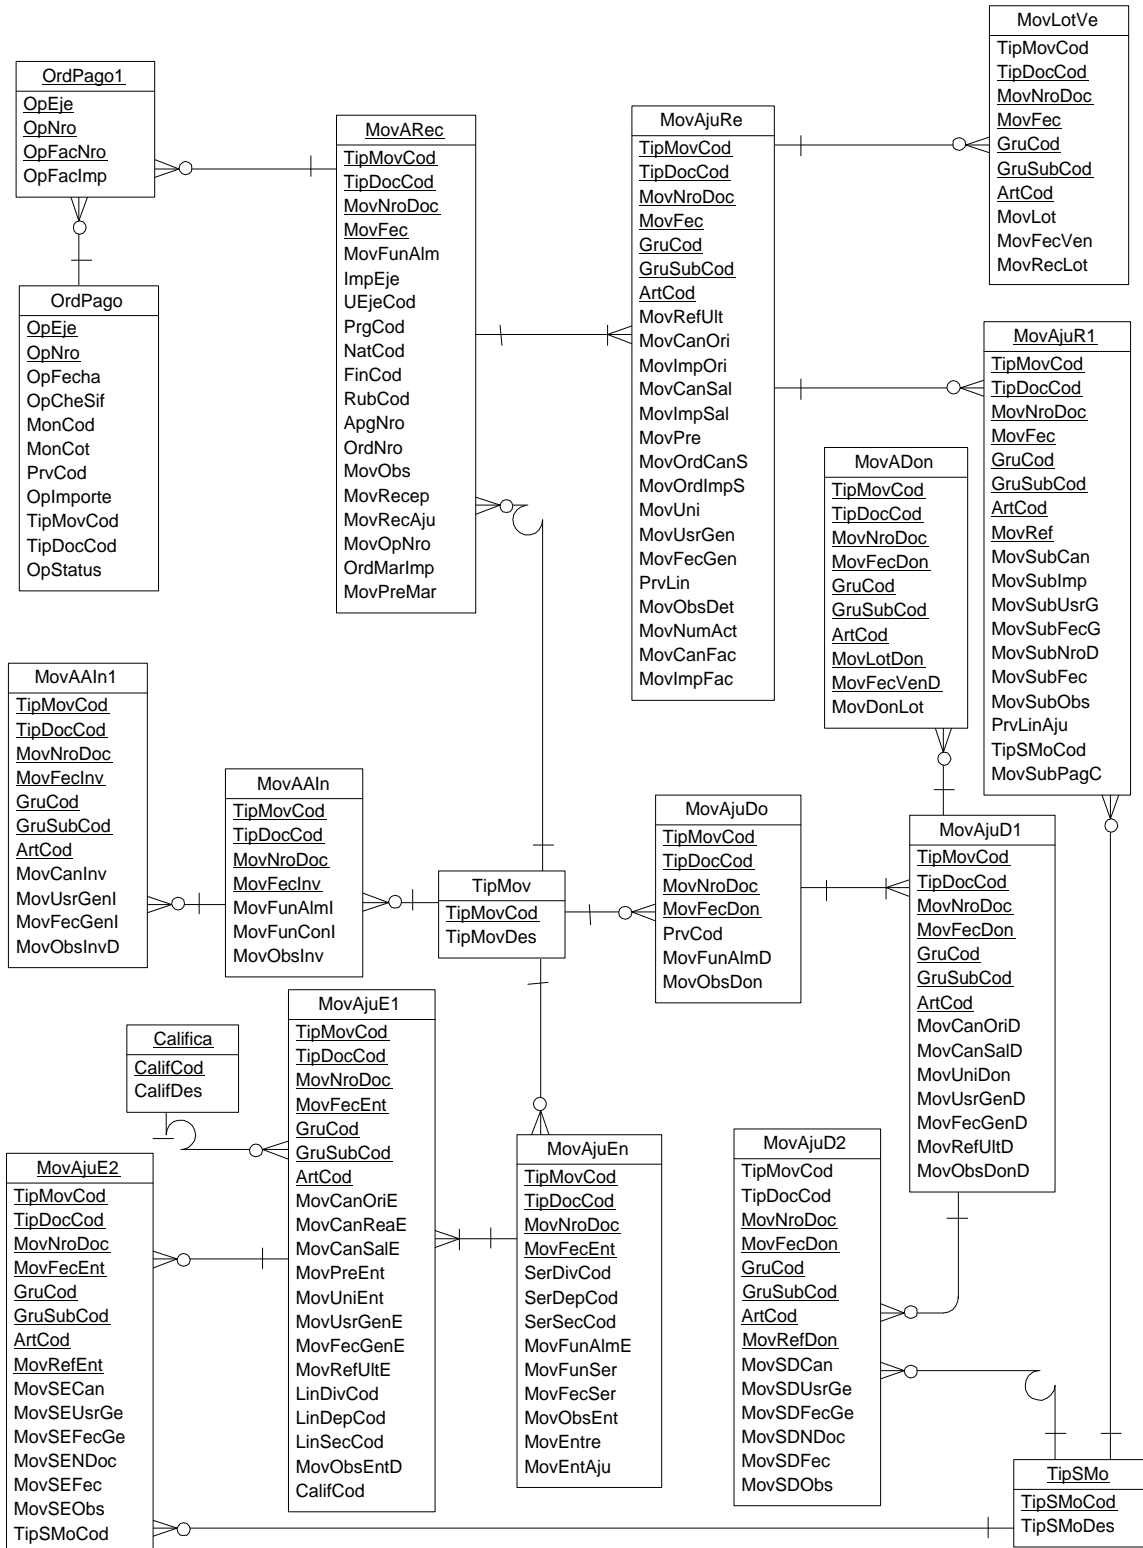 MovLotVe
TipMovCod
TipDocCod
MovNroDoc
MovFec
GruCod
GruSubCod
ArtCod
MovLot
MovFecVen
MovRecLot
OrdPago1
OpEje
OpNro
OpFacNro
OpFacImp
MovARec
TipMovCod
TipDocCod
MovNroDoc
MovFec
MovFunAlm
ImpEje
UEjeCod
PrgCod
NatCod
FinCod
RubCod
ApgNro
OrdNro
MovObs
MovRecep
MovRecAju
MovOpNro
OrdMarImp
MovPreMar
MovAjuRe
TipMovCod
TipDocCod
MovNroDoc
MovFec
GruCod
GruSubCod
ArtCod
MovRefUlt
MovCanOri
MovImpOri
MovCanSal
MovImpSal
MovPre
MovOrdCanS
MovOrdImpS
MovUni
MovUsrGen
MovFecGen
PrvLin
MovObsDet
MovNumAct
MovCanFac
MovImpFac
OrdPago
OpEje
OpNro
OpFecha
OpCheSif
MonCod
MonCot
PrvCod
OpImporte
TipMovCod
TipDocCod
OpStatus
MovAjuR1
TipMovCod
TipDocCod
MovNroDoc
MovFec
GruCod
GruSubCod
ArtCod
MovRef
MovSubCan
MovSubImp
MovSubUsrG
MovSubFecG
MovSubNroD
MovSubFec
MovSubObs
PrvLinAju
TipSMoCod
MovSubPagC
MovADon
TipMovCod
TipDocCod
MovNroDoc
MovFecDon
GruCod
GruSubCod
ArtCod
MovLotDon
MovFecVenD
MovDonLot
MovAAIn1
TipMovCod
TipDocCod
MovNroDoc
MovFecInv
GruCod
GruSubCod
ArtCod
MovCanInv
MovUsrGenI
MovFecGenI
MovObsInvD
MovAAIn
TipMovCod
TipDocCod
MovNroDoc
MovFecInv
MovFunAlmI
MovFunConI
MovObsInv
TipMov
TipMovCod
TipMovDes
MovAjuDo
TipMovCod
TipDocCod
MovNroDoc
MovFecDon
PrvCod
MovFunAlmD
MovObsDon
MovAjuD1
TipMovCod
TipDocCod
MovNroDoc
MovFecDon
GruCod
GruSubCod
ArtCod
MovCanOriD
MovCanSalD
MovUniDon
MovUsrGenD
MovFecGenD
MovRefUltD
MovObsDonD
Califica
CalifCod
CalifDes
MovAjuE1
TipMovCod
TipDocCod
MovNroDoc
MovFecEnt
GruCod
GruSubCod
ArtCod
MovCanOriE
MovCanReaE
MovCanSalE
MovPreEnt
MovUniEnt
MovUsrGenE
MovFecGenE
MovRefUltE
LinDivCod
LinDepCod
LinSecCod
MovObsEntD
CalifCod
MovAjuEn
TipMovCod
TipDocCod
MovNroDoc
MovFecEnt
SerDivCod
SerDepCod
SerSecCod
MovFunAlmE
MovFunSer
MovFecSer
MovObsEnt
MovEntre
MovEntAju
MovAjuD2
TipMovCod
TipDocCod
MovNroDoc
MovFecDon
GruCod
GruSubCod
ArtCod
MovRefDon
MovSDCan
MovSDUsrGe
MovSDFecGe
MovSDNDoc
MovSDFec
MovSDObs
MovAjuE2
TipMovCod
TipDocCod
MovNroDoc
MovFecEnt
GruCod
GruSubCod
ArtCod
MovRefEnt
MovSECan
MovSEUsrGe
MovSEFecGe
MovSENDoc
MovSEFec
MovSEObs
TipSMoCod
TipSMo
TipSMoCod
TipSMoDes